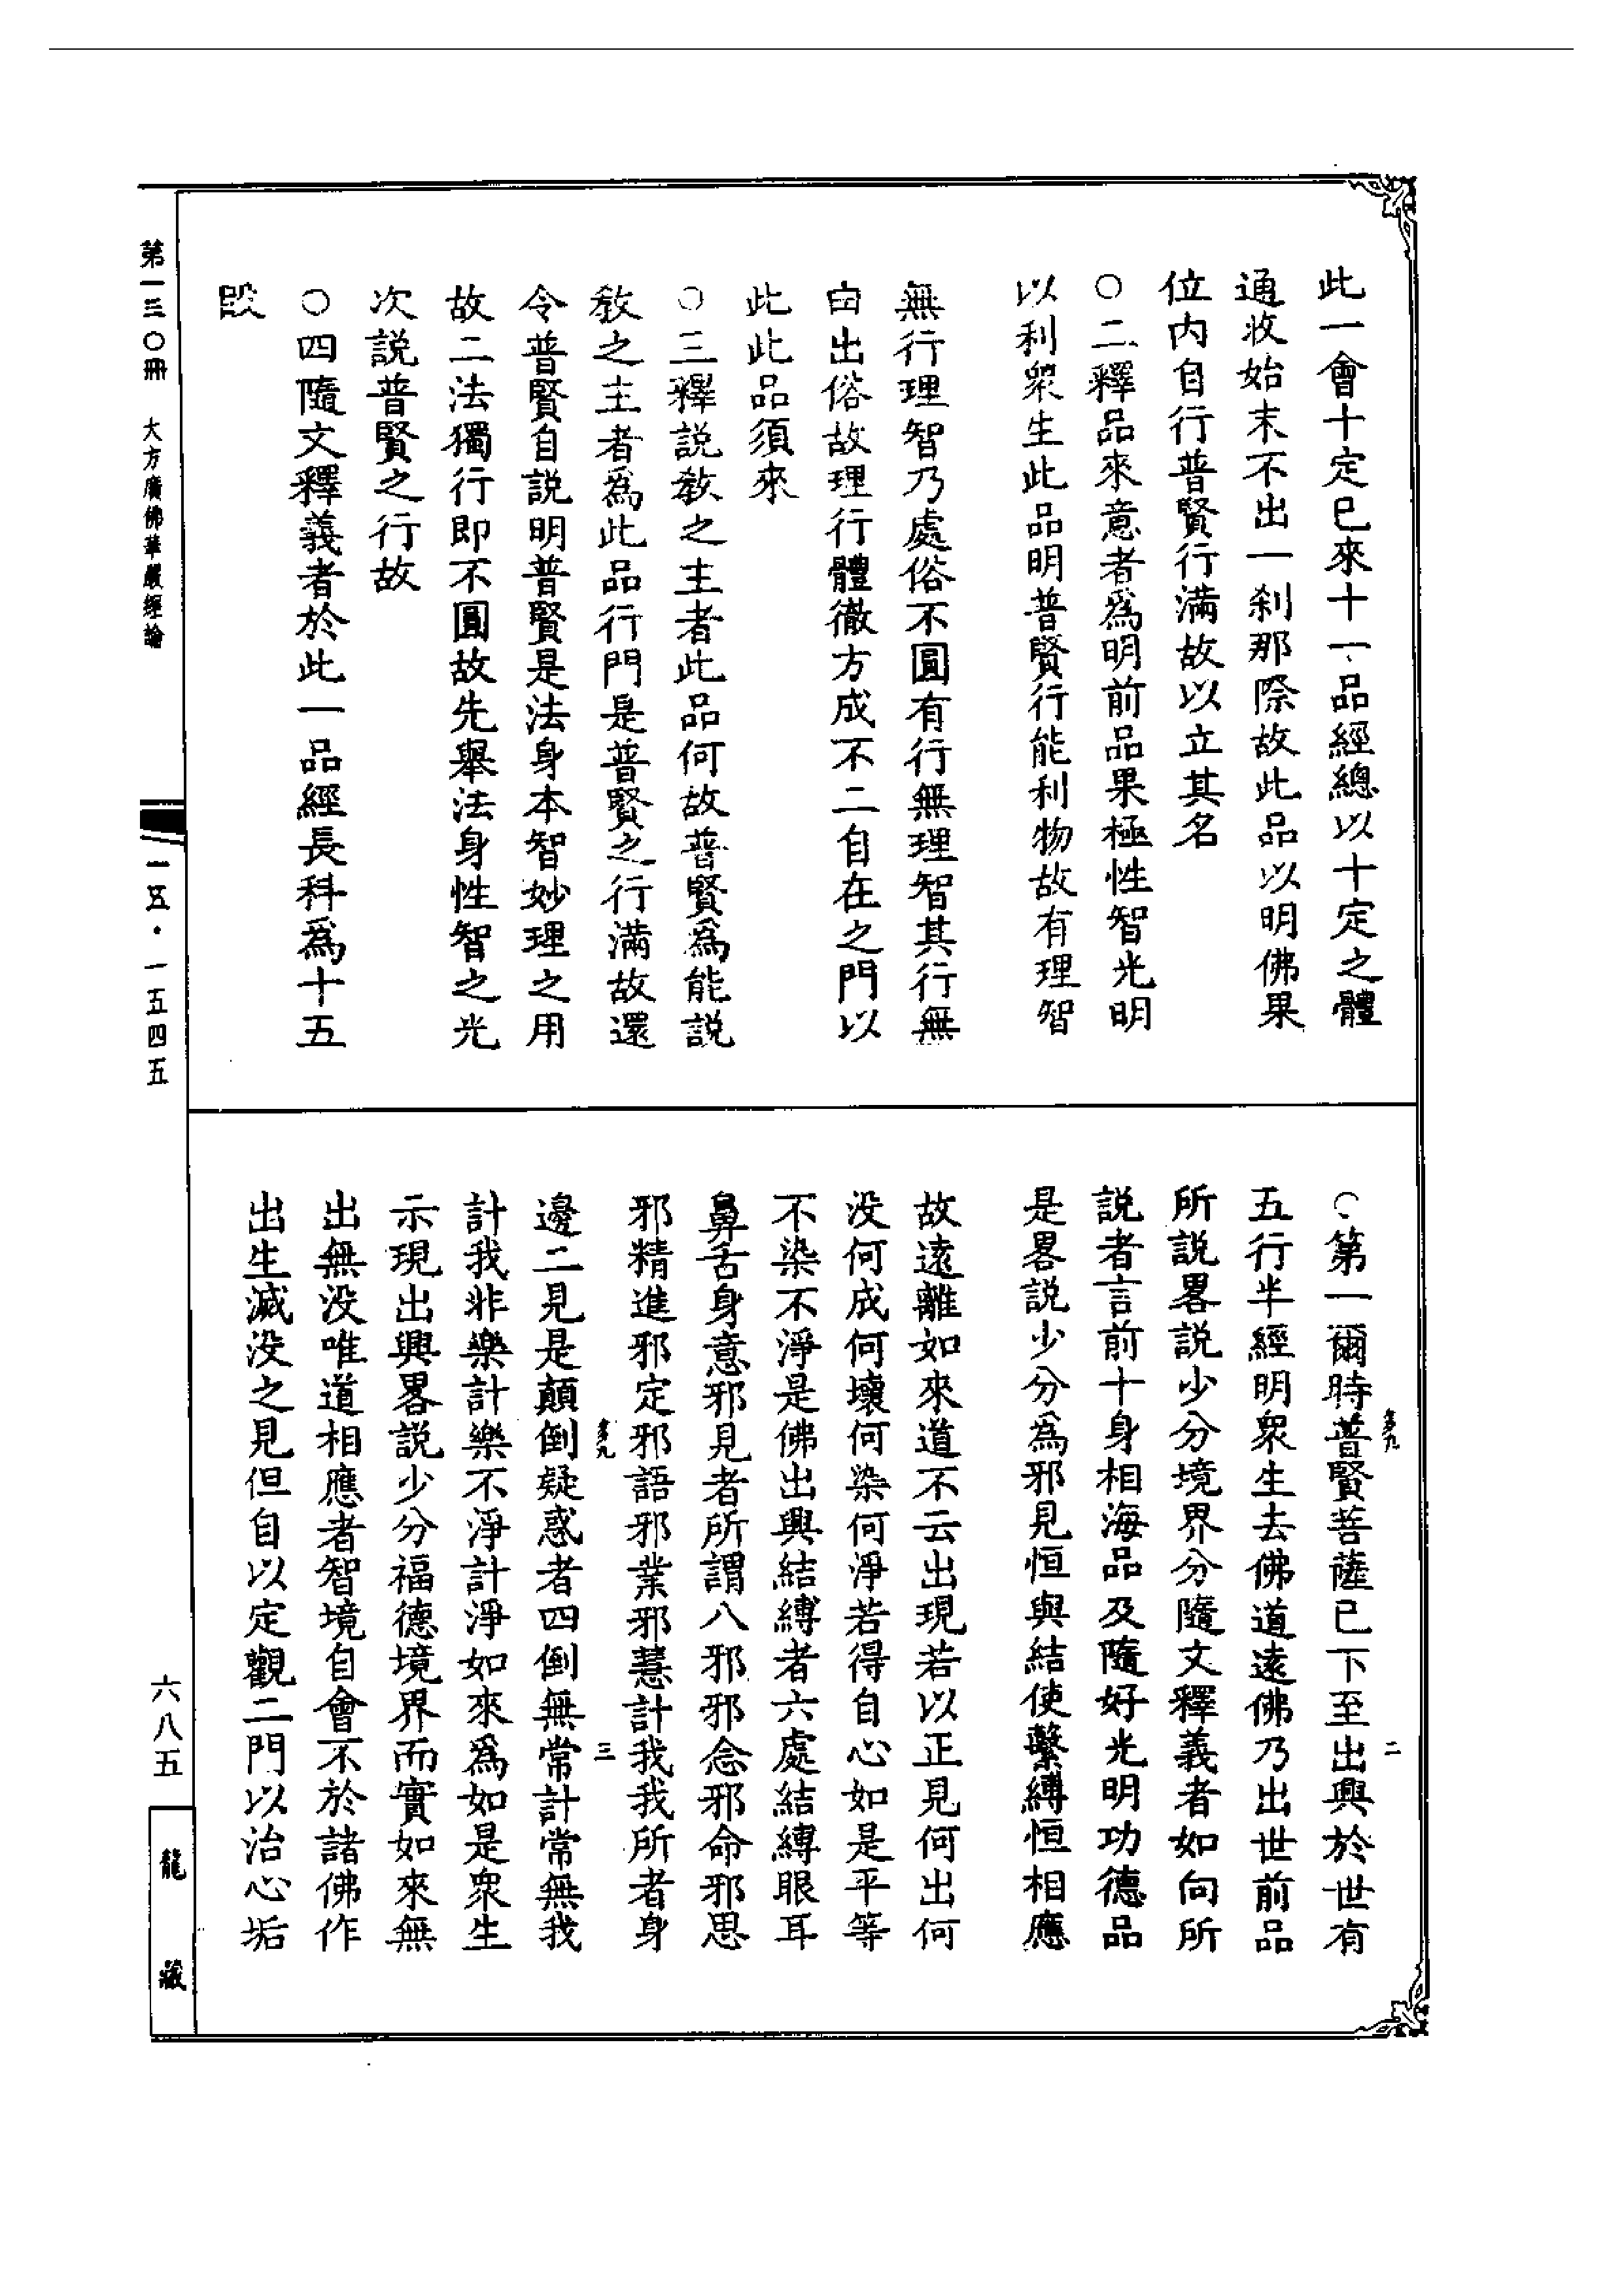 此一會十定已來十一品經總以十定之體
通收始末不出一刹那際故此品以明佛果
位內自行普賢行滿故以立其名
○二釋品來意者爲明前品果極性智光明
以利衆生此品明普賢行能利物故有理智
無行理智乃處俗不圓有行無理智其行無
由出俗故理行體徹方成不二自在之門以
此此品須來
○三釋說教之主者此品何故普賢爲能說
教之主者爲此品行門是普賢之行滿故還
令普賢自說明普賢是法身本智妙理之用
故二法獨行即不圓故先舉法身性智之光
次說普賢之行故
○四隨文釋義者於此一品經長科爲十五
段
○第一爾時普賢菩薩已下至出興於世有
五行半經明衆生去佛道遠佛乃出世前品
所說畧說少分境界分隨文釋義者如向所
說者言前十身相海品及隨好光明功德品
是畧說少分爲邪見恒與結使繫縛恒相應
故遠離如來道不云出現若以正見何出何
没何成何壞何染何淨若得自心如是平等
不染不淨是佛出興結縛者六處結縛眼耳
鼻舌身意邪見者所謂八邪邪念邪命邪思
邪精進邪定邪語邪業邪慧計我我所者身
邊二見是顛倒疑惑者四倒無常計常無我
計我非樂計樂不淨計淨如來爲如是衆生
示現出興畧說少分福德境界而實如來無
出無没唯道相應者智境自會不於諸佛作
出生滅没之見但自以定觀二門以治心垢
二
三
第一三〇冊 大方廣佛華嚴經論
一五·一五四五
六八五
龍藏